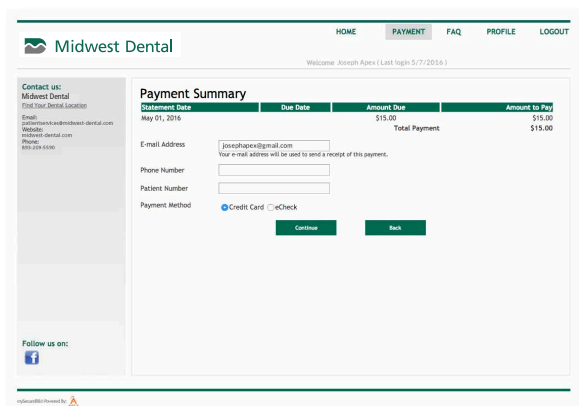 HOME PAYMENT FAQ PROFILE LOGOUT
Midwest Dental
Welcome Joseph Apex ( Last login 5/7/2016 )
Contact us:
Midwest Dental
Find Your Dental Location
Email:
patientservices@midwest-dental.com
Website:
midwest-dental.com
Phone:
893-209-5590
Payment Summary
Statement Date Due Date Amount Due Amount to Pay
May 01, 2016 $15.00 $15.00
Total Payment $15.00
E-mail Address josephapex@gmail.com
Your e-mail address will be used to send a receipt of this payment.
Phone Number
Patient Number
Payment Method Credit Card eCheck
Continue Back
Follow us on:
f
mySecureBill® Powered By: